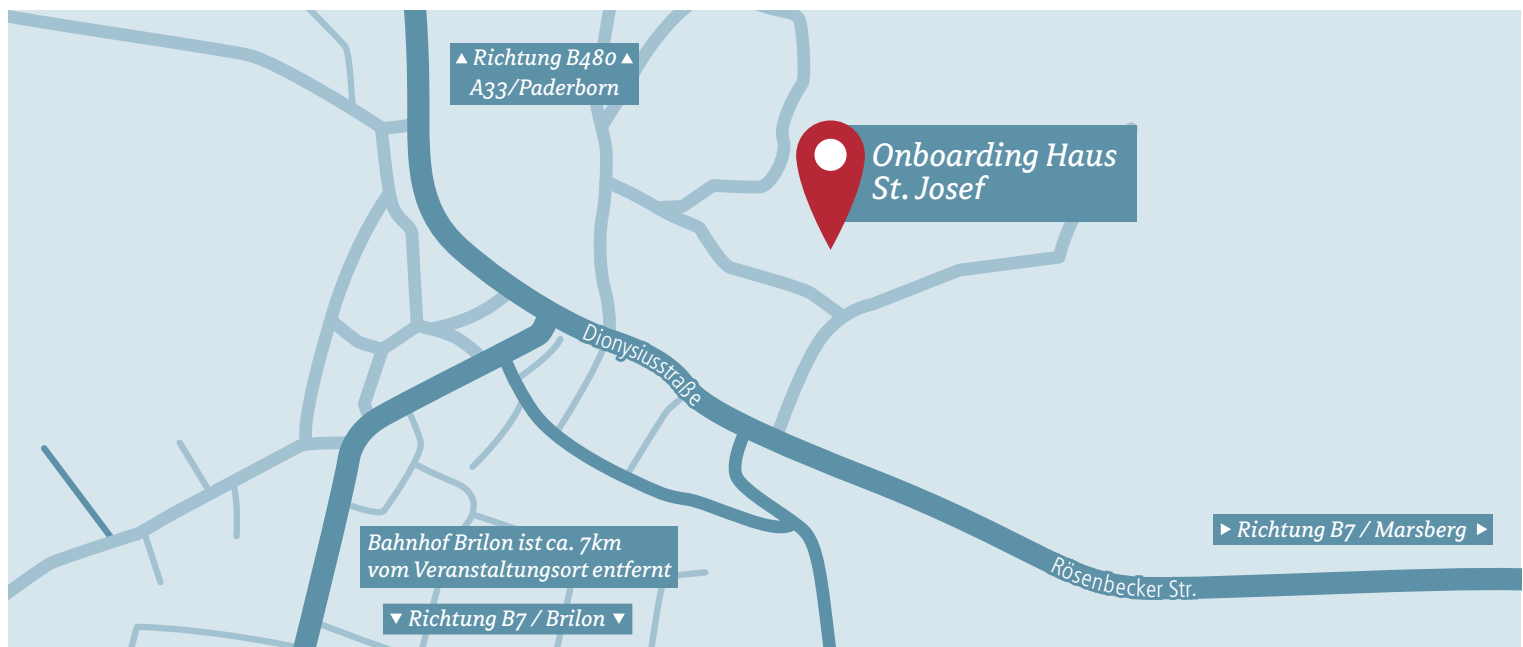 ▲ Richtung B480 ▲
A33/Paderborn
Onboarding Haus
St. Josef
Dionysiusstraße
▶ Richtung B7 / Marsberg ▶
Bahnhof Brilon ist ca. 7km
vom Veranstaltungsort entfernt
Rösenbecker Str.
▼ Richtung B7 / Brilon ▼